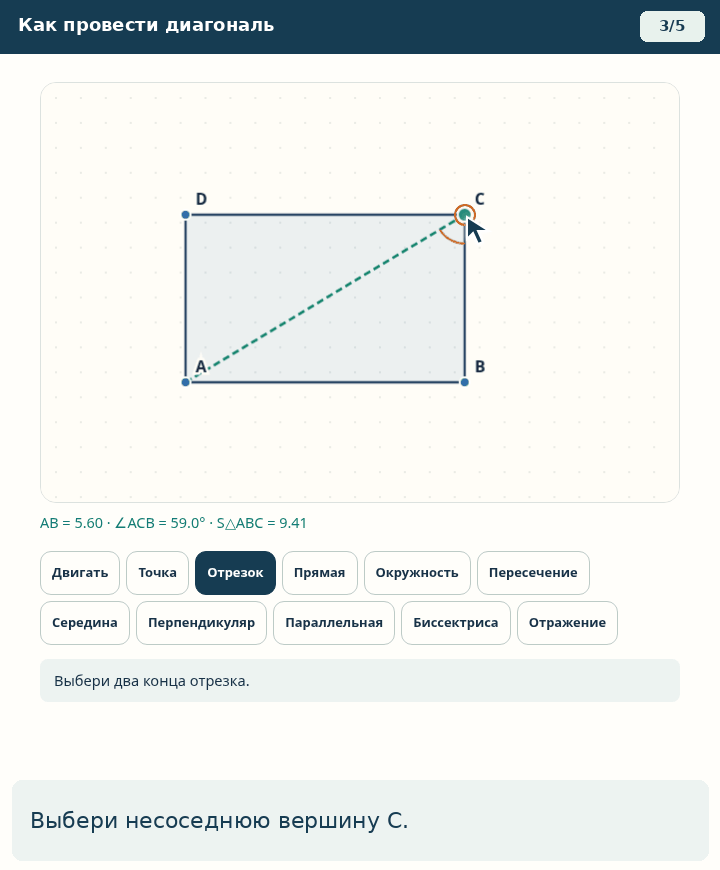 Как провести диагональ
3/5
D
C
A
B
AB = 5.60 · ∠ACB = 59.0° · S△ABC = 9.41
Двигать Точка Отрезок Прямая Окружность Пересечение
Середина Перпендикуляр Параллельная Биссектриса Отражение
Выбери два конца отрезка.
Выбери несоседнюю вершину C.